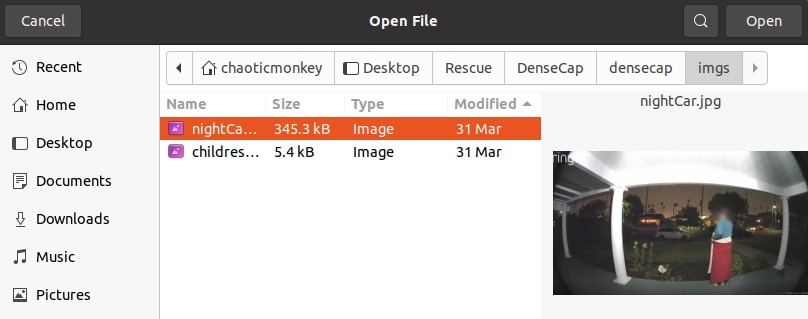 Cancel
Open File
Open
Recent
Home
Desktop
Documents
Downloads
Music
Pictures
chaoticmonkey
Desktop
Rescue
DenseCap
densecap
imgs
Name Size Type Modified
nightCa... 345.3 kB Image 31 Mar
childres... 5.4 kB Image 31 Mar
nightCar.jpg
ring